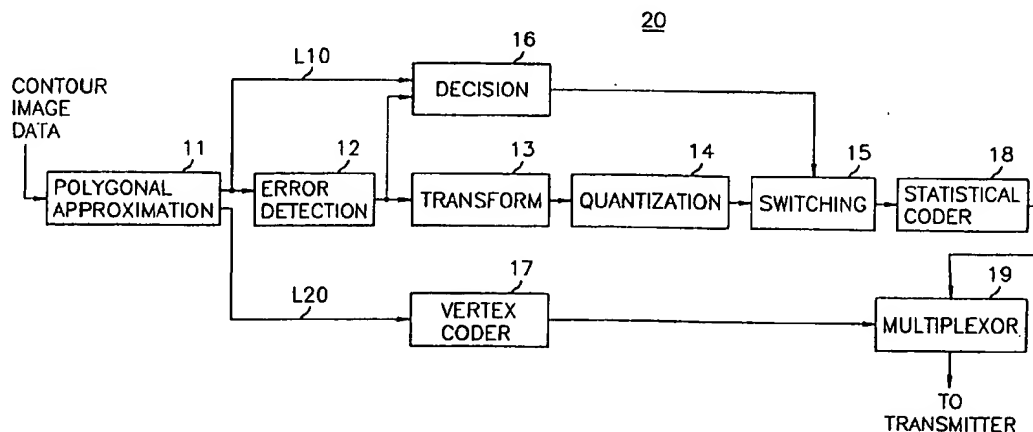 20
16
L10
DECISION
CONTOUR
IMAGE
DATA
11
12
13
14
15
18
POLYGONAL
APPROXIMATION
ERROR
DETECTION
TRANSFORM
QUANTIZATION
SWITCHING
STATISTICAL
CODER
17
19
L20
VERTEX
CODER
MULTIPLEXOR
TO
TRANSMITTER